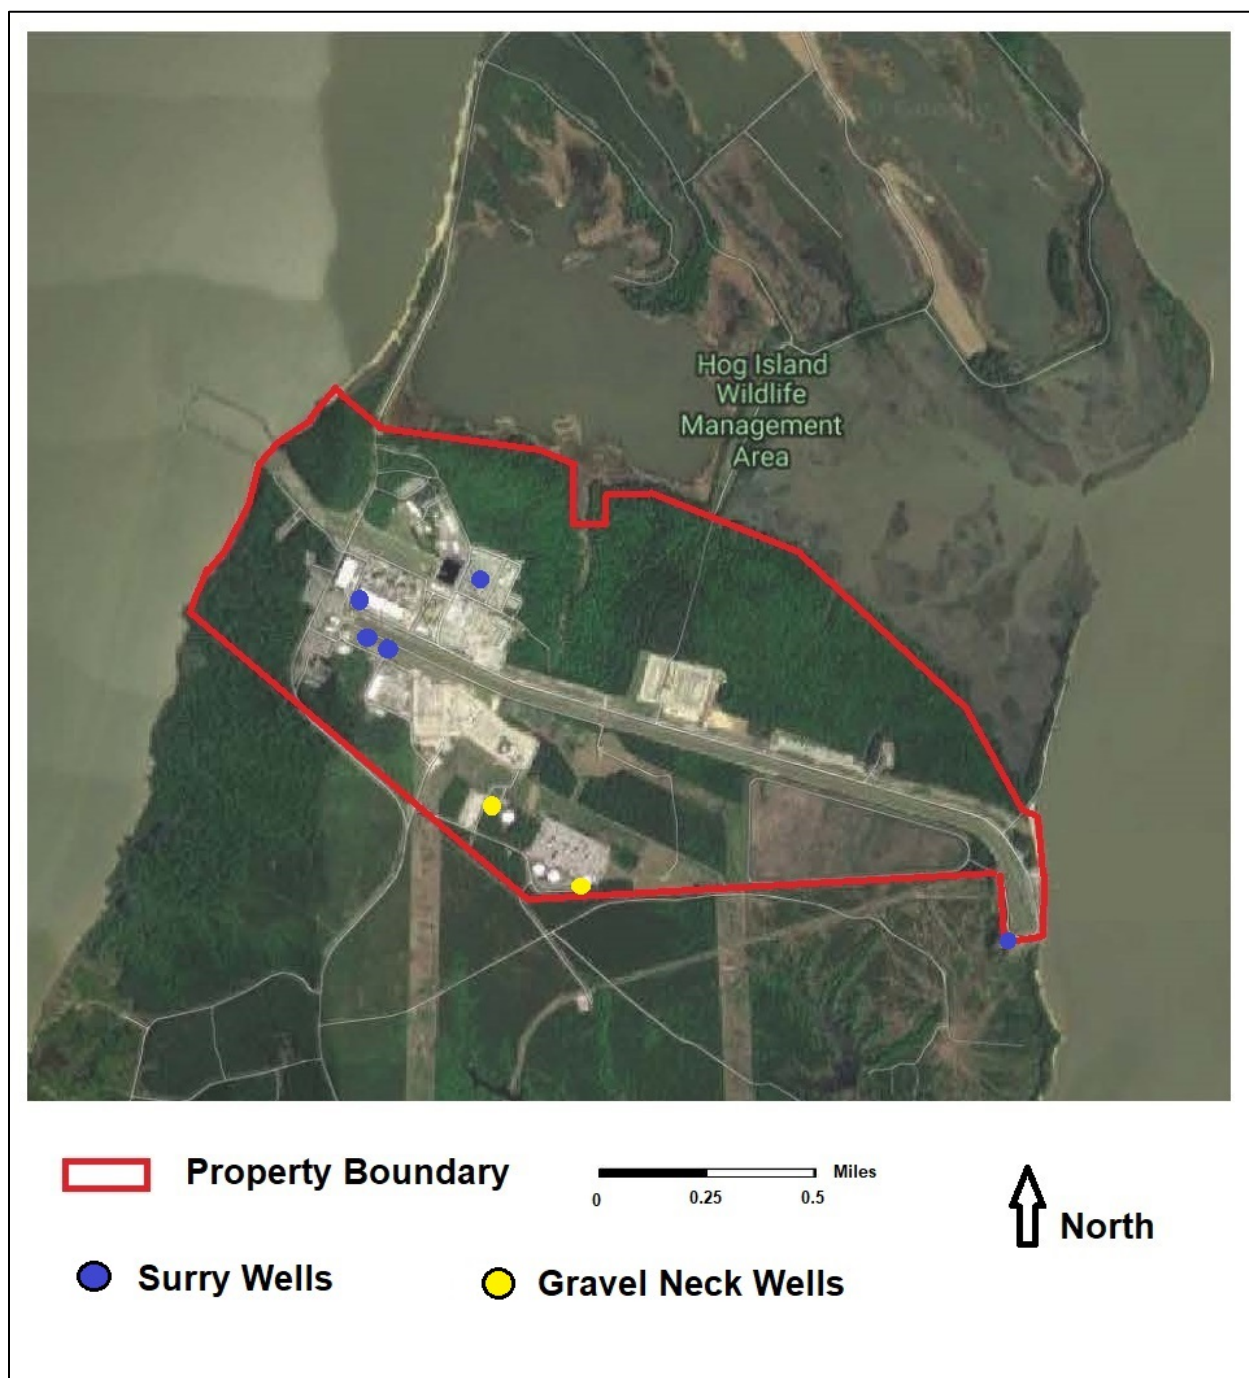 Hog Island
Wildlife
Management
Area
Property Boundary
Miles
0 0.25 0.5
North
Surry Wells
Gravel Neck Wells